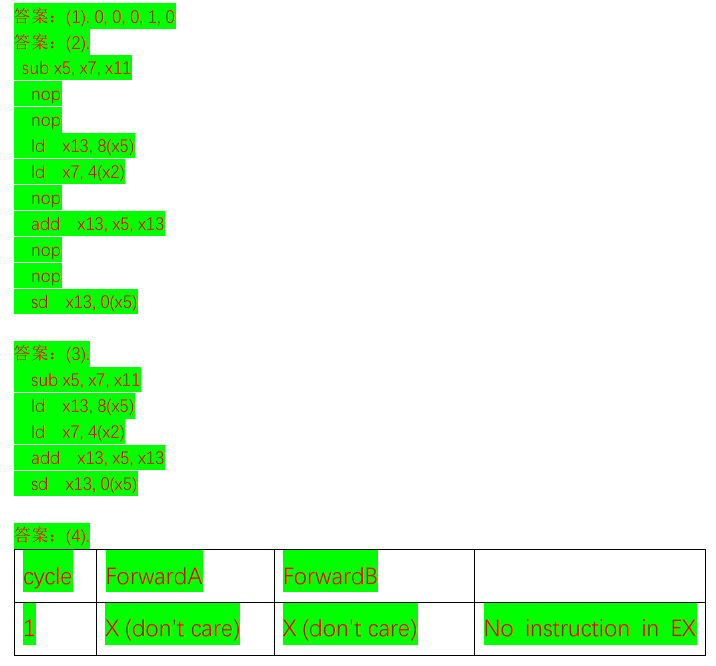 答案：(1). 0, 0, 0, 1, 0
答案：(2).
sub x5, x7, x11
nop
nop
ld x13, 8(x5)
ld x7, 4(x2)
nop
add x13, x5, x13
nop
nop
sd x13, 0(x5)
答案：(3).
sub x5, x7, x11
ld x13, 8(x5)
ld x7, 4(x2)
add x13, x5, x13
sd x13, 0(x5)
答案：(4).
cycle ForwardA ForwardB
1 X (don't care) X (don't care) No instruction in EX